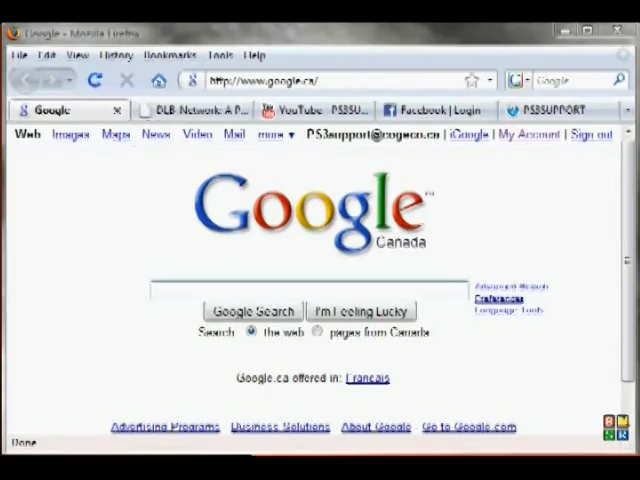 Google - Mozilla Firefox
File Edit View History Bookmarks Tools Help
http://www.google.ca/ Google
Google DLB-Network: A P... YouTube - PS3SU... Facebook | Login PS3SUPPORT
Web Images Maps News Video Mail more ▼ PS3support@cogeco.ca | iGoogle | My Account | Sign out
Google™
Canada
Advanced Search
Preferences
Language Tools
Google Search I'm Feeling Lucky
Search: the web pages from Canada
Google.ca offered in: Français
Advertising Programs - Business Solutions - About Google - Go to Google.com
Done